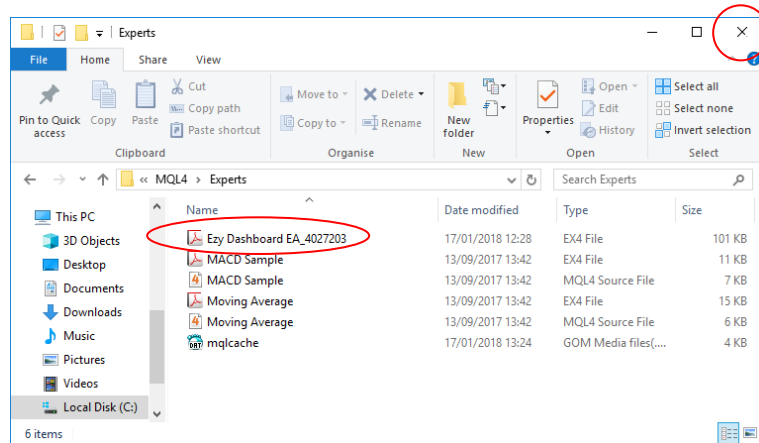 Experts
File Home Share View
Pin to Quick access
Copy
Paste
Cut
Copy path
Paste shortcut
Clipboard
Move to
Copy to
Delete
Rename
Organise
New folder
New
Properties
Open
Edit
History
Open
Select all
Select none
Invert selection
Select
« MQL4 › Experts
Search Experts
This PC
3D Objects
Desktop
Documents
Downloads
Music
Pictures
Videos
Local Disk (C:)
Name Date modified Type Size
Ezy Dashboard EA_4027203 17/01/2018 12:28 EX4 File 101 KB
MACD Sample 13/09/2017 13:42 EX4 File 11 KB
MACD Sample 13/09/2017 13:42 MQL4 Source File 7 KB
Moving Average 13/09/2017 13:42 EX4 File 15 KB
Moving Average 13/09/2017 13:42 MQL4 Source File 6 KB
mqlcache 17/01/2018 13:24 GOM Media files(.... 4 KB
6 items